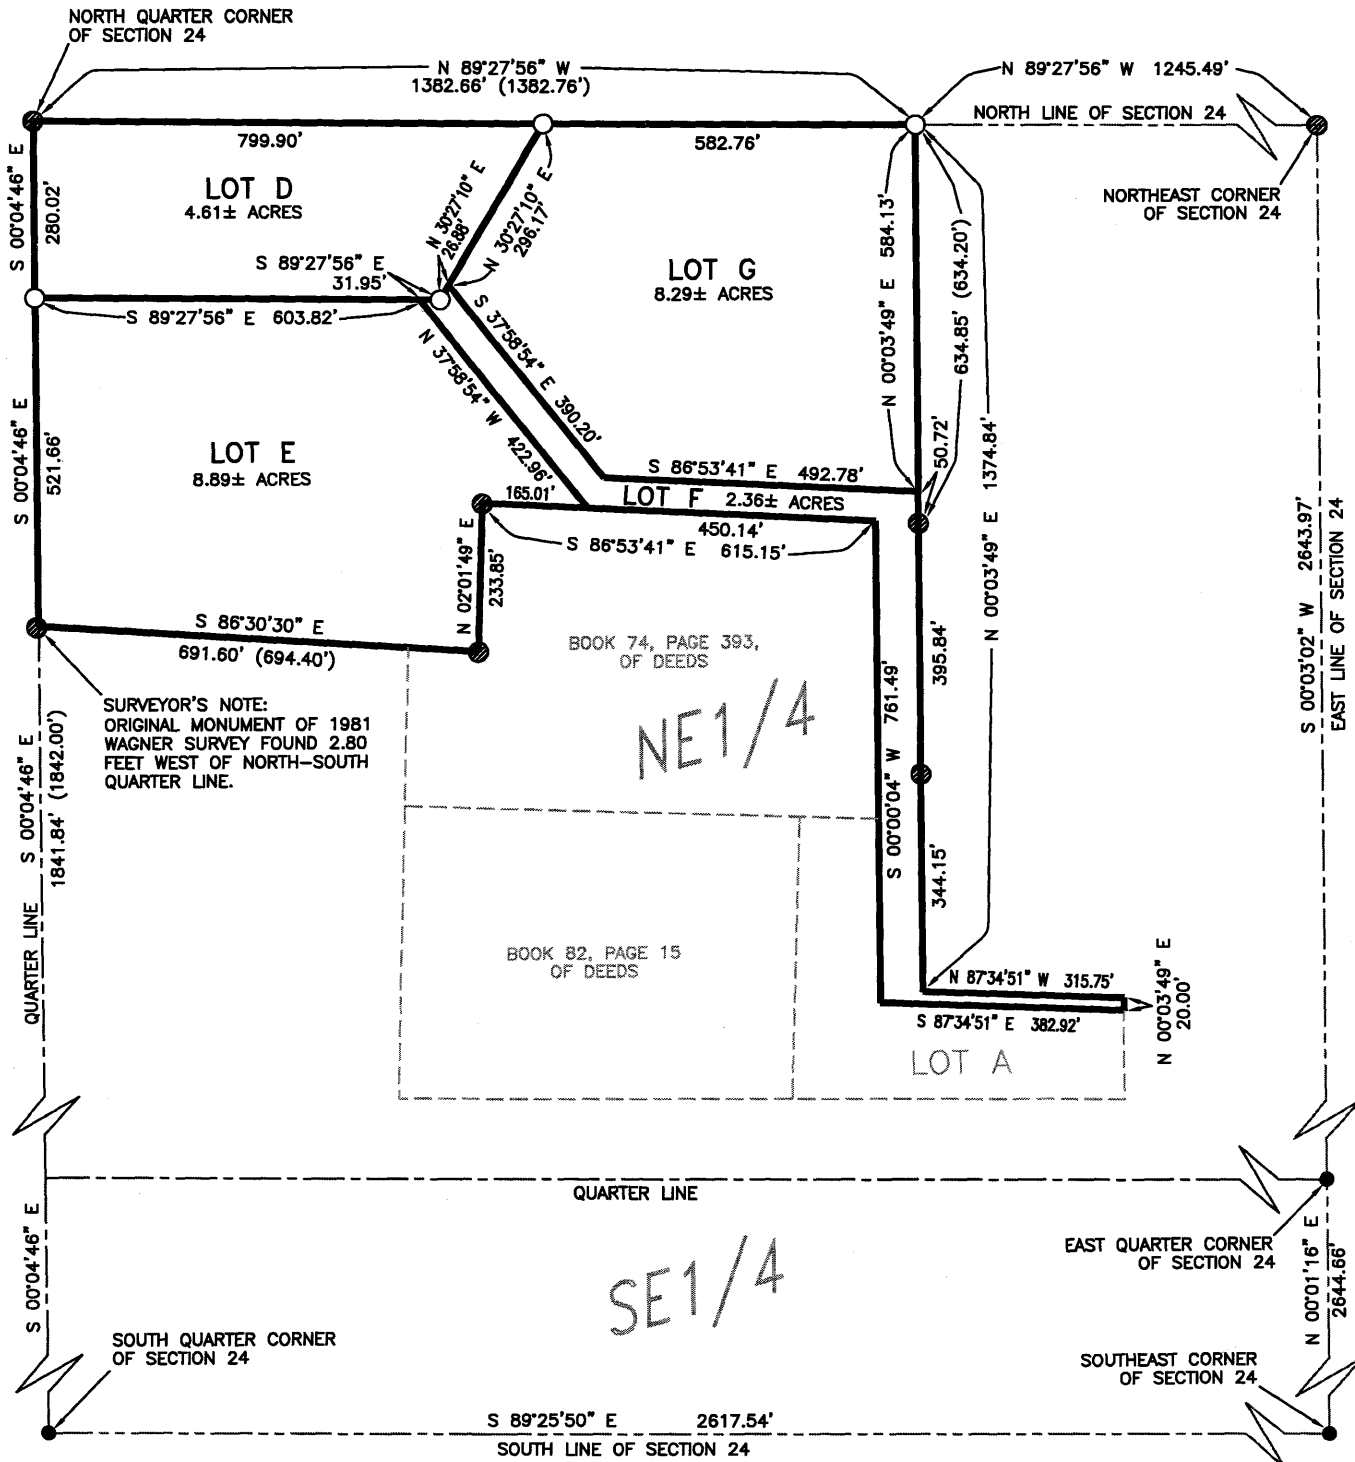 NORTH QUARTER CORNER
OF SECTION 24
N 89°27'56" W
1382.66' (1382.76')
N 89°27'56" W 1245.49'
NORTH LINE OF SECTION 24
799.90'
582.76'
S 00°04'46" E
280.02'
LOT D
4.61± ACRES
N 30°27'10" E
26.88'
N 30°27'10" E
296.17'
NORTHEAST CORNER
OF SECTION 24
S 89°27'56" E
31.95'
LOT G
8.29± ACRES
N 00°03'49" E 584.13'
634.85' (634.20')
S 89°27'56" E 603.82'
S 37°58'54" E 390.20'
N 37°58'54" W 422.96'
S 00°04'46" E
521.66'
LOT E
8.89± ACRES
50.72'
N 00°03'49" E 1374.84'
S 86°53'41" E 492.78'
165.01'
LOT F 2.36± ACRES
450.14'
S 86°53'41" E 615.15'
S 00°03'02" W 2643.97'
EAST LINE OF SECTION 24
N 02°01'49" E
233.85'
S 86°30'30" E
691.60' (694.40')
BOOK 74, PAGE 393,
OF DEEDS
395.84'
SURVEYOR'S NOTE:
ORIGINAL MONUMENT OF 1981
WAGNER SURVEY FOUND 2.80
FEET WEST OF NORTH-SOUTH
QUARTER LINE.
NE1/4
S 00°00'04" W 761.49'
QUARTER LINE S 00°04'46" E
1841.84' (1842.00')
344.15'
BOOK 82, PAGE 15
OF DEEDS
N 87°34'51" W 315.75'
S 87°34'51" E 382.92'
N 00°03'49" E
20.00'
LOT A
QUARTER LINE
S 00°04'46" E
SE1/4
EAST QUARTER CORNER
OF SECTION 24
N 00°01'16" E
2644.66'
SOUTH QUARTER CORNER
OF SECTION 24
SOUTHEAST CORNER
OF SECTION 24
S 89°25'50" E 2617.54'
SOUTH LINE OF SECTION 24